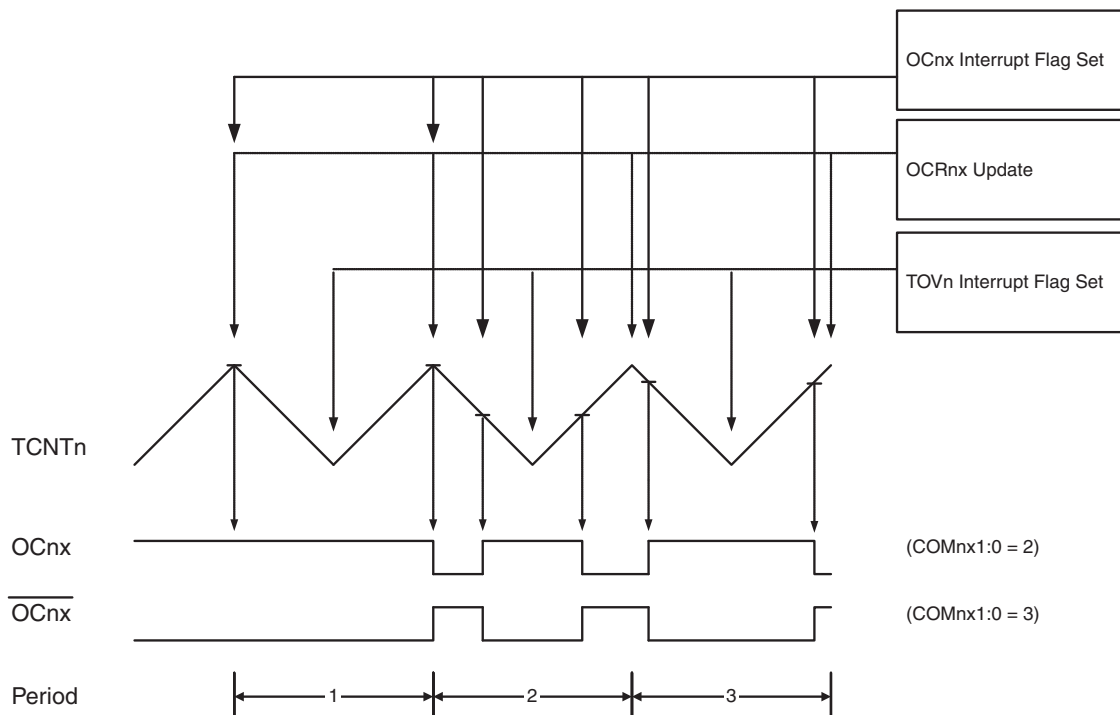 OCnx Interrupt Flag Set
OCRnx Update
TOVn Interrupt Flag Set
TCNTn
OCnx
(COMnx1:0 = 2)
OCnx
(COMnx1:0 = 3)
Period
1
2
3